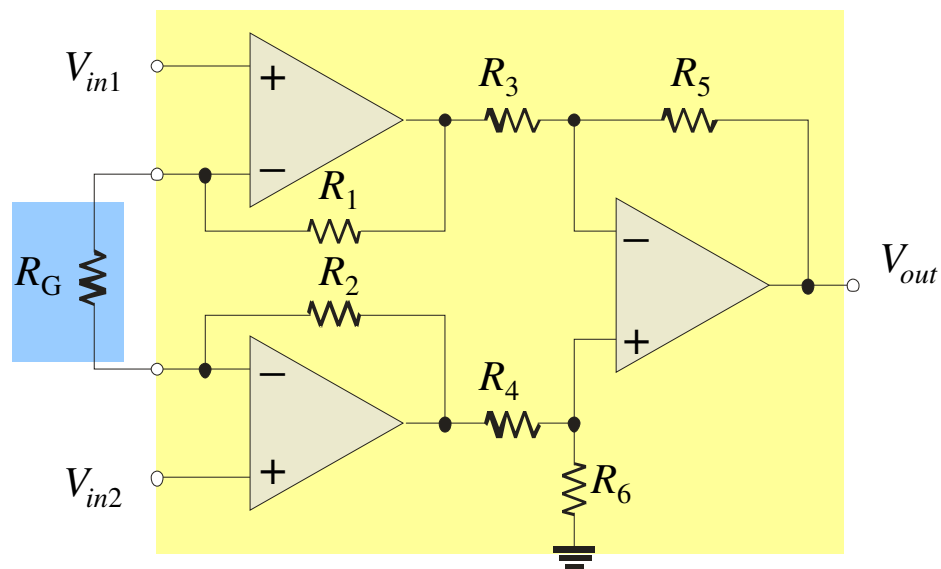 V_in1
+
−
R_1
R_3
R_5
R_G
R_2
−
+
V_out
−
+
R_4
V_in2
R_6